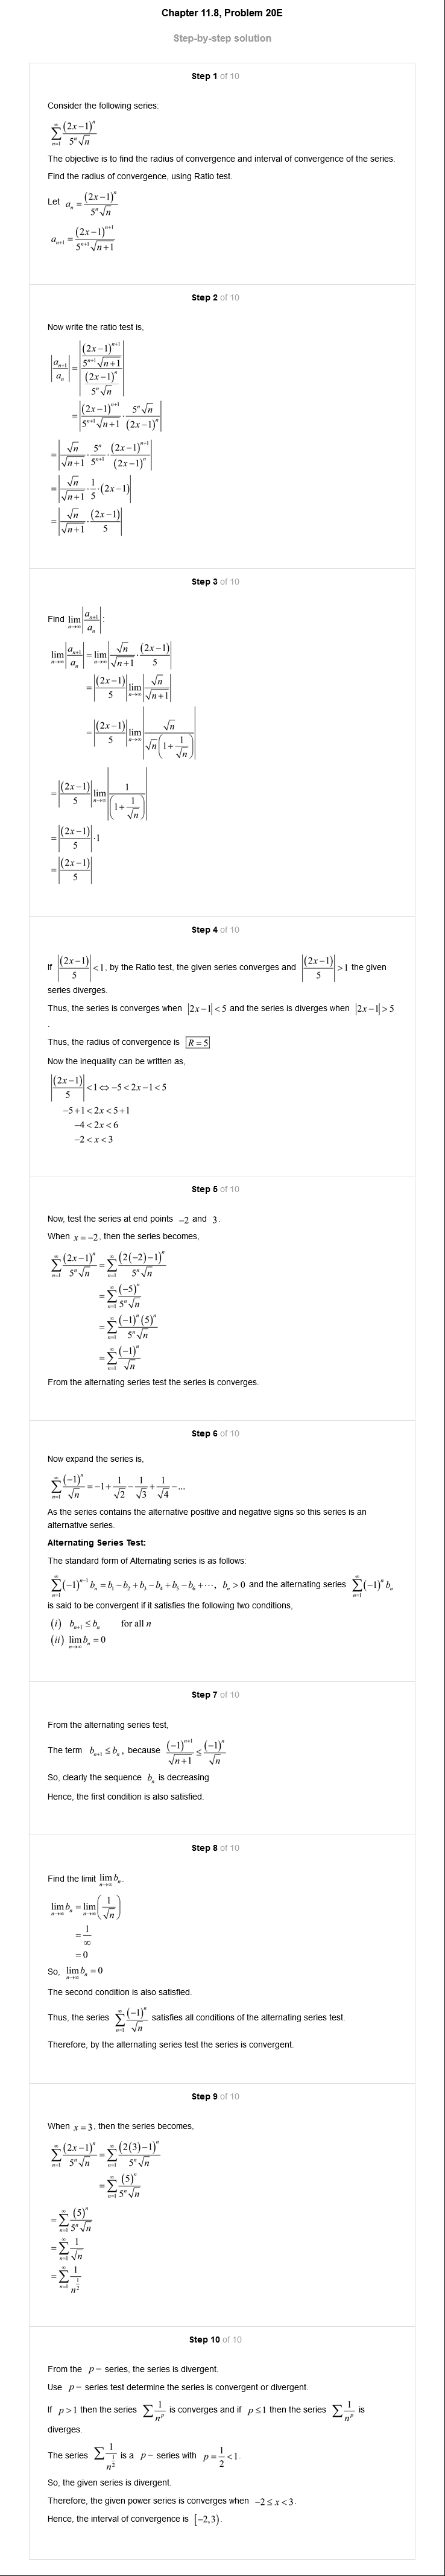 Chapter 11.8, Problem 20E
Step-by-step solution
Step 1 of 10
Consider the following series:
$\sum_{n=1}^{\infty}\frac{(2x-1)^n}{5^n\sqrt{n}}$
The objective is to find the radius of convergence and interval of convergence of the series.
Find the radius of convergence, using Ratio test.
Let $a_n=\frac{(2x-1)^n}{5^n\sqrt{n}}$
$a_{n+1}=\frac{(2x-1)^{n+1}}{5^{n+1}\sqrt{n+1}}$
Step 2 of 10
Now write the ratio test is,
$\left|\frac{a_{n+1}}{a_n}\right|=\left|\frac{\frac{(2x-1)^{n+1}}{5^{n+1}\sqrt{n+1}}}{\frac{(2x-1)^n}{5^n\sqrt{n}}}\right|$
$=\left|\frac{(2x-1)^{n+1}}{5^{n+1}\sqrt{n+1}}\cdot\frac{5^n\sqrt{n}}{(2x-1)^n}\right|$
$=\left|\frac{\sqrt{n}}{\sqrt{n+1}}\cdot\frac{5^n}{5^{n+1}}\cdot\frac{(2x-1)^{n+1}}{(2x-1)^n}\right|$
$=\left|\frac{\sqrt{n}}{\sqrt{n+1}}\cdot\frac{1}{5}\cdot(2x-1)\right|$
$=\left|\frac{\sqrt{n}}{\sqrt{n+1}}\cdot\frac{(2x-1)}{5}\right|$
Step 3 of 10
Find $\lim_{n\to\infty}\left|\frac{a_{n+1}}{a_n}\right|$:
$\lim_{n\to\infty}\left|\frac{a_{n+1}}{a_n}\right|=\lim_{n\to\infty}\left|\frac{\sqrt{n}}{\sqrt{n+1}}\cdot\frac{(2x-1)}{5}\right|$
$=\left|\frac{(2x-1)}{5}\right|\lim_{n\to\infty}\left|\frac{\sqrt{n}}{\sqrt{n+1}}\right|$
$=\left|\frac{(2x-1)}{5}\right|\lim_{n\to\infty}\left|\frac{\sqrt{n}}{\sqrt{n}\left(1+\frac{1}{\sqrt{n}}\right)}\right|$
$=\left|\frac{(2x-1)}{5}\right|\lim_{n\to\infty}\left|\frac{1}{\left(1+\frac{1}{\sqrt{n}}\right)}\right|$
$=\left|\frac{(2x-1)}{5}\right|\cdot 1$
$=\left|\frac{(2x-1)}{5}\right|$
Step 4 of 10
If $\left|\frac{(2x-1)}{5}\right|<1$, by the Ratio test, the given series converges and $\left|\frac{(2x-1)}{5}\right|>1$ the given
series diverges.
Thus, the series is converges when $|2x-1|<5$ and the series is diverges when $|2x-1|>5$
.
Thus, the radius of convergence is $\boxed{R=5}$
Now the inequality can be written as,
$\left|\frac{(2x-1)}{5}\right|<1\Leftrightarrow -5<2x-1<5$
$-5+1<2x<5+1$
$-4<2x<6$
$-2<x<3$
Step 5 of 10
Now, test the series at end points $-2$ and $3$.
When $x=-2$, then the series becomes,
$\sum_{n=1}^{\infty}\frac{(2x-1)^n}{5^n\sqrt{n}}=\sum_{n=1}^{\infty}\frac{(2(-2)-1)^n}{5^n\sqrt{n}}$
$=\sum_{n=1}^{\infty}\frac{(-5)^n}{5^n\sqrt{n}}$
$=\sum_{n=1}^{\infty}\frac{(-1)^n(5)^n}{5^n\sqrt{n}}$
$=\sum_{n=1}^{\infty}\frac{(-1)^n}{\sqrt{n}}$
From the alternating series test the series is converges.
Step 6 of 10
Now expand the series is,
$\sum_{n=1}^{\infty}\frac{(-1)^n}{\sqrt{n}}=-1+\frac{1}{\sqrt{2}}-\frac{1}{\sqrt{3}}+\frac{1}{\sqrt{4}}-\ldots$
As the series contains the alternative positive and negative signs so this series is an
alternative series.
Alternating Series Test:
The standard form of Alternating series is as follows:
$\sum_{n=1}^{\infty}(-1)^{n-1}b_n=b_1-b_2+b_3-b_4+b_5-b_6+\cdots,\ b_n>0$ and the alternating series $\sum_{n=1}^{\infty}(-1)^n b_n$
is said to be convergent if it satisfies the following two conditions,
$(i)\ b_{n+1}\le b_n$ for all $n$
$(ii)\ \lim_{n\to\infty}b_n=0$
Step 7 of 10
From the alternating series test,
The term $b_{n+1}\le b_n$, because $\frac{(-1)^{n+1}}{\sqrt{n+1}}\le\frac{(-1)^n}{\sqrt{n}}$
So, clearly the sequence $b_n$ is decreasing
Hence, the first condition is also satisfied.
Step 8 of 10
Find the limit $\lim_{n\to\infty}b_n$.
$\lim_{n\to\infty}b_n=\lim_{n\to\infty}\left(\frac{1}{\sqrt{n}}\right)$
$=\frac{1}{\infty}$
$=0$
So, $\lim_{n\to\infty}b_n=0$
The second condition is also satisfied.
Thus, the series $\sum_{n=1}^{\infty}\frac{(-1)^n}{\sqrt{n}}$ satisfies all conditions of the alternating series test.
Therefore, by the alternating series test the series is convergent.
Step 9 of 10
When $x=3$, then the series becomes,
$\sum_{n=1}^{\infty}\frac{(2x-1)^n}{5^n\sqrt{n}}=\sum_{n=1}^{\infty}\frac{(2(3)-1)^n}{5^n\sqrt{n}}$
$=\sum_{n=1}^{\infty}\frac{(5)^n}{5^n\sqrt{n}}$
$=\sum_{n=1}^{\infty}\frac{(5)^n}{5^n\sqrt{n}}$
$=\sum_{n=1}^{\infty}\frac{1}{\sqrt{n}}$
$=\sum_{n=1}^{\infty}\frac{1}{n^{\frac{1}{2}}}$
Step 10 of 10
From the $p-$ series, the series is divergent.
Use $p-$ series test determine the series is convergent or divergent.
If $p>1$ then the series $\sum\frac{1}{n^p}$ is converges and if $p\le 1$ then the series $\sum\frac{1}{n^p}$ is
diverges.
The series $\sum\frac{1}{n^{\frac{1}{2}}}$ is a $p-$ series with $p=\frac{1}{2}<1$.
So, the given series is divergent.
Therefore, the given power series is converges when $-2\le x<3$.
Hence, the interval of convergence is $[-2,3)$.